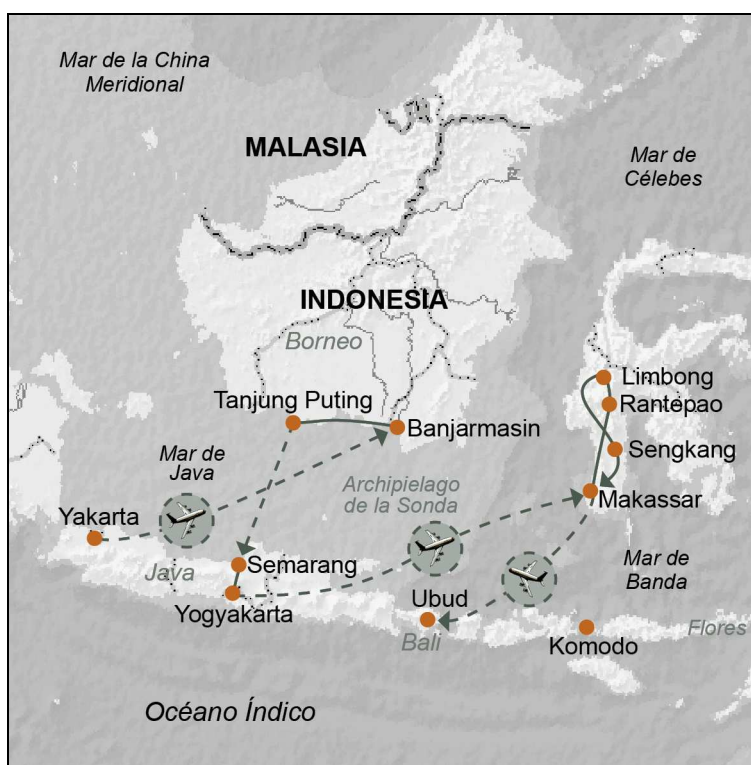 Mar de la China
Meridional
MALASIA
Mar de
Célebes
INDONESIA
Borneo
Limbong
Tanjung Puting
Rantepao
Banjarmasin
Mar de
Java
Sengkang
Archipielago
de la Sonda
Makassar
Yakarta
Semarang
Java
Mar de
Banda
Yogyakarta
Ubud
Bali
Komodo
Flores
Océano Índico